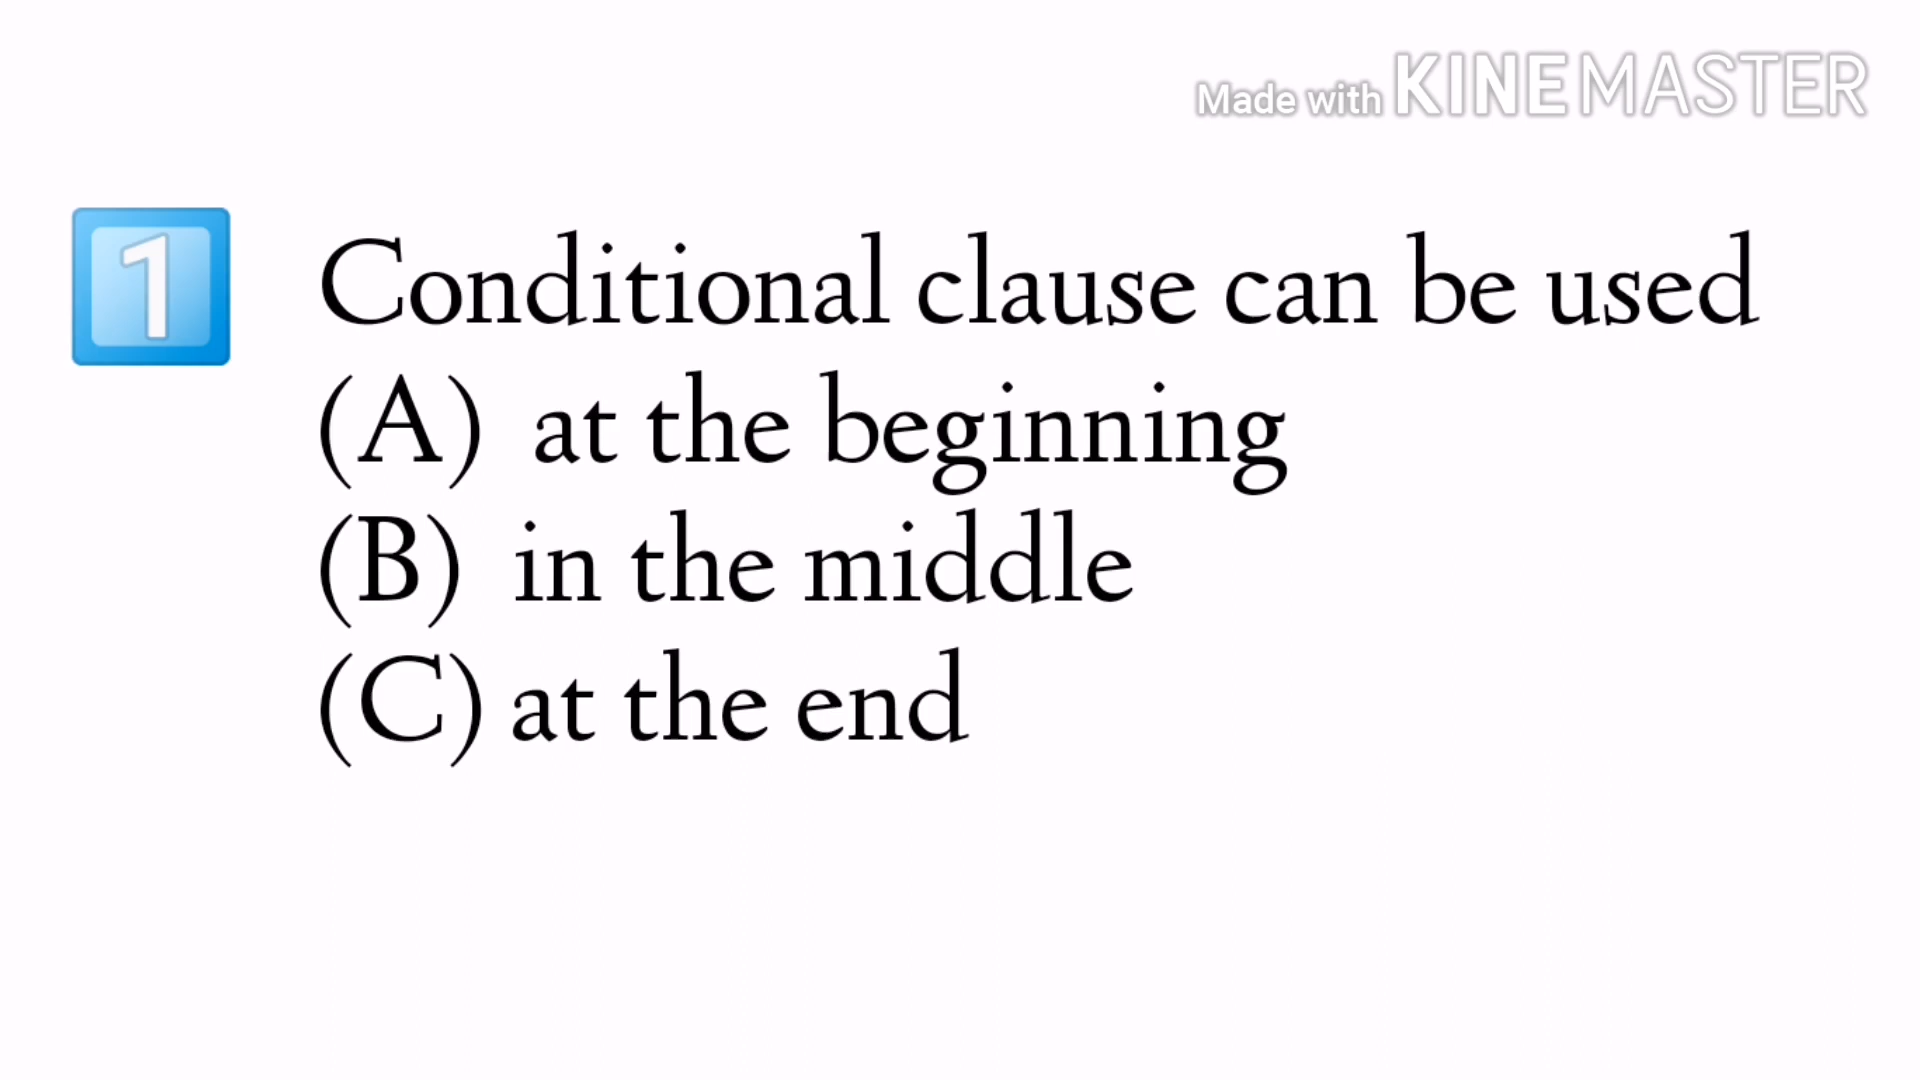 Made with KINEMASTER
1 Conditional clause can be used
(A) at the beginning
(B) in the middle
(C) at the end